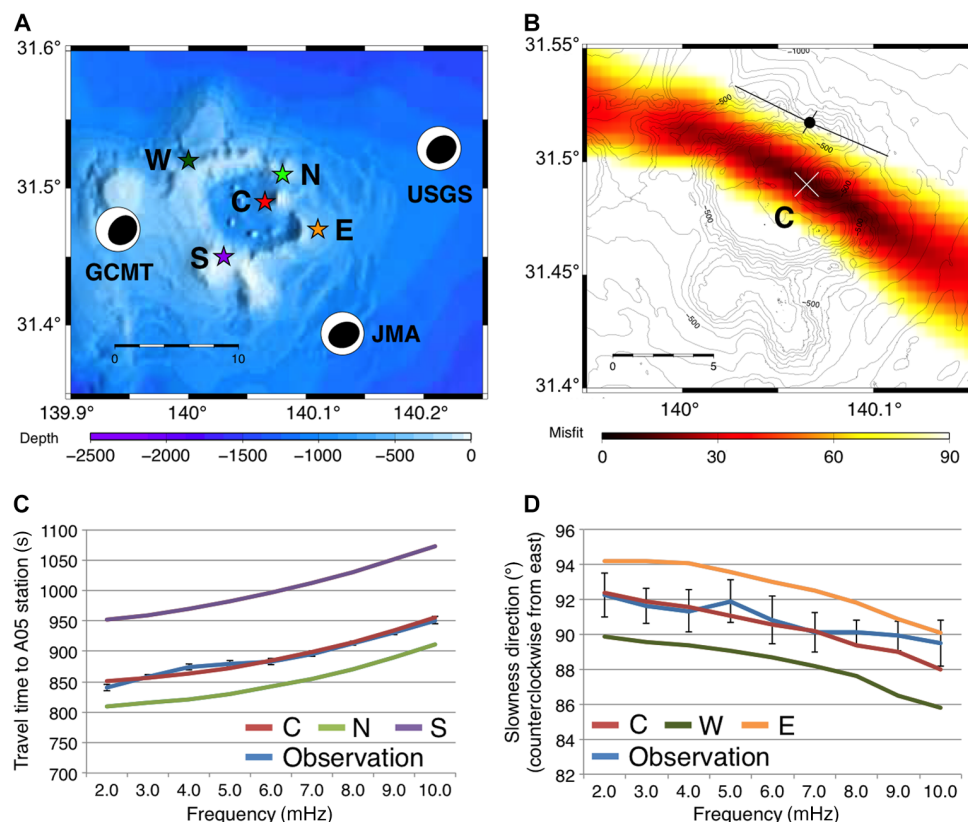 A
31.6°
31.5°
31.4°
139.9°
140°
140.1°
140.2°
W
N
C
E
S
USGS
GCMT
JMA
0
10
Depth
−2500
−2000
−1500
−1000
−500
0
B
31.55°
31.5°
31.45°
31.4°
140°
140.1°
−1000
−500
−500
−500
−500
−500
−500
−500
C
0
5
Misfit
0
30
60
90
C
Travel time to A05 station (s)
1100
1050
1000
950
900
850
800
750
700
C N S
Observation
2.0 3.0 4.0 5.0 6.0 7.0 8.0 9.0 10.0
Frequency (mHz)
D
Slowness direction (°)
(counterclockwise from east)
96
94
92
90
88
86
84
82
C W E
Observation
2.0 3.0 4.0 5.0 6.0 7.0 8.0 9.0 10.0
Frequency (mHz)